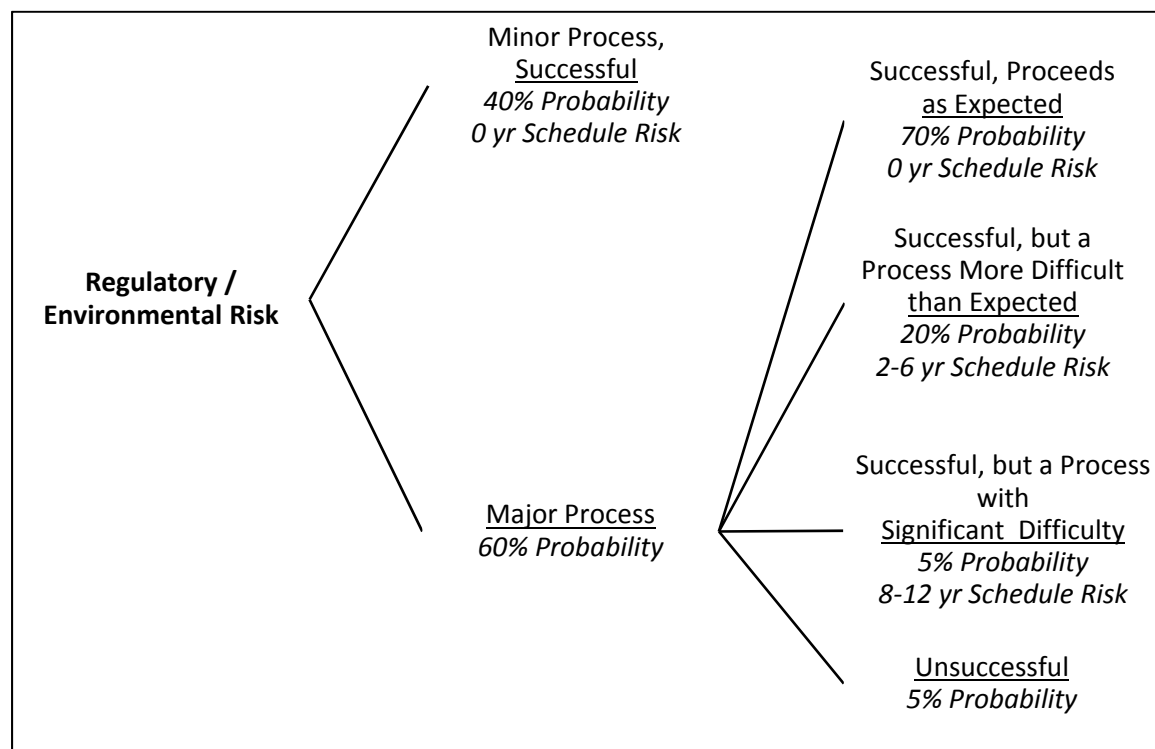 Regulatory /
Environmental Risk
Minor Process,
Successful
40% Probability
0 yr Schedule Risk
Major Process
60% Probability
Successful, Proceeds
as Expected
70% Probability
0 yr Schedule Risk
Successful, but a
Process More Difficult
than Expected
20% Probability
2-6 yr Schedule Risk
Successful, but a Process
with
Significant  Difficulty
5% Probability
8-12 yr Schedule Risk
Unsuccessful
5% Probability